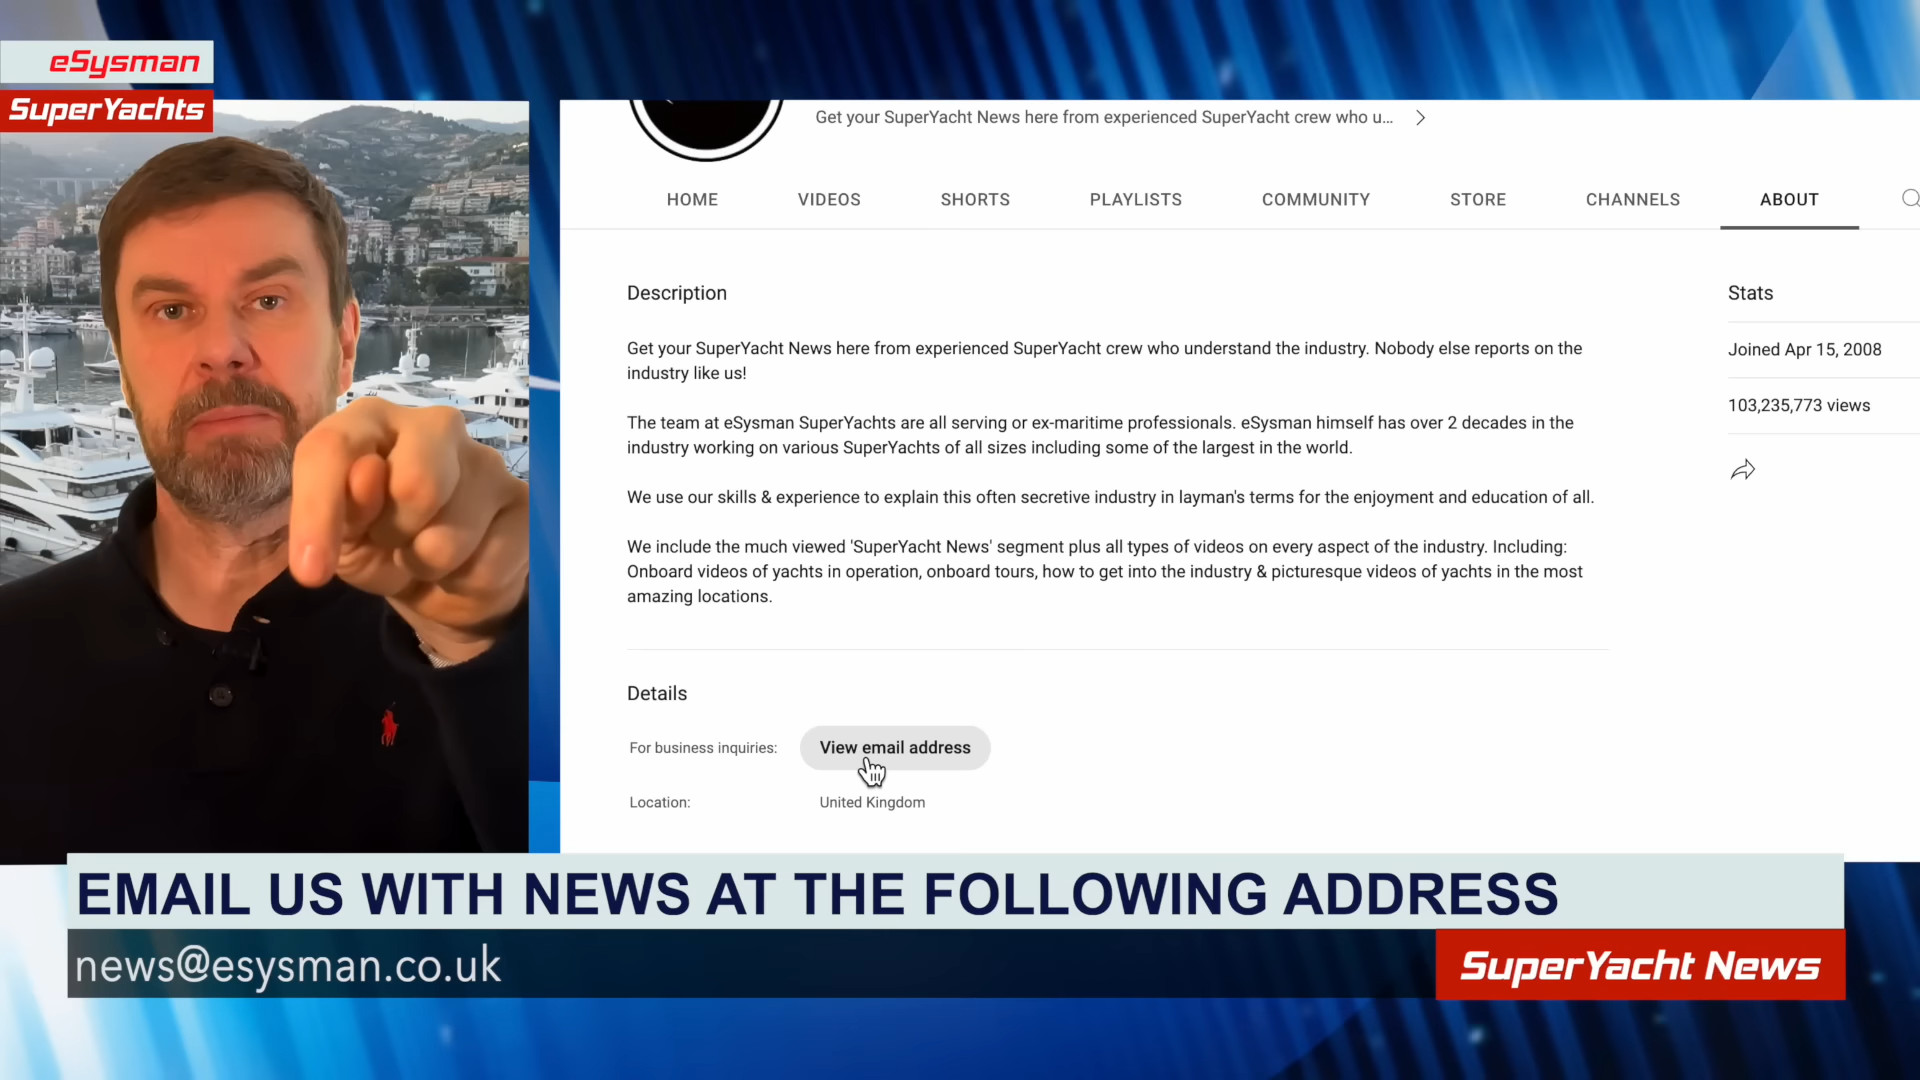 eSysman
SuperYachts
Get your SuperYacht News here from experienced SuperYacht crew who u...
HOME VIDEOS SHORTS PLAYLISTS COMMUNITY STORE CHANNELS ABOUT
Description
Get your SuperYacht News here from experienced SuperYacht crew who understand the industry. Nobody else reports on the
industry like us!
The team at eSysman SuperYachts are all serving or ex-maritime professionals. eSysman himself has over 2 decades in the
industry working on various SuperYachts of all sizes including some of the largest in the world.
We use our skills & experience to explain this often secretive industry in layman's terms for the enjoyment and education of all.
We include the much viewed 'SuperYacht News' segment plus all types of videos on every aspect of the industry. Including:
Onboard videos of yachts in operation, onboard tours, how to get into the industry & picturesque videos of yachts in the most
amazing locations.
Details
For business inquiries: View email address
Location: United Kingdom
Stats
Joined Apr 15, 2008
103,235,773 views
EMAIL US WITH NEWS AT THE FOLLOWING ADDRESS
news@esysman.co.uk
SuperYacht News